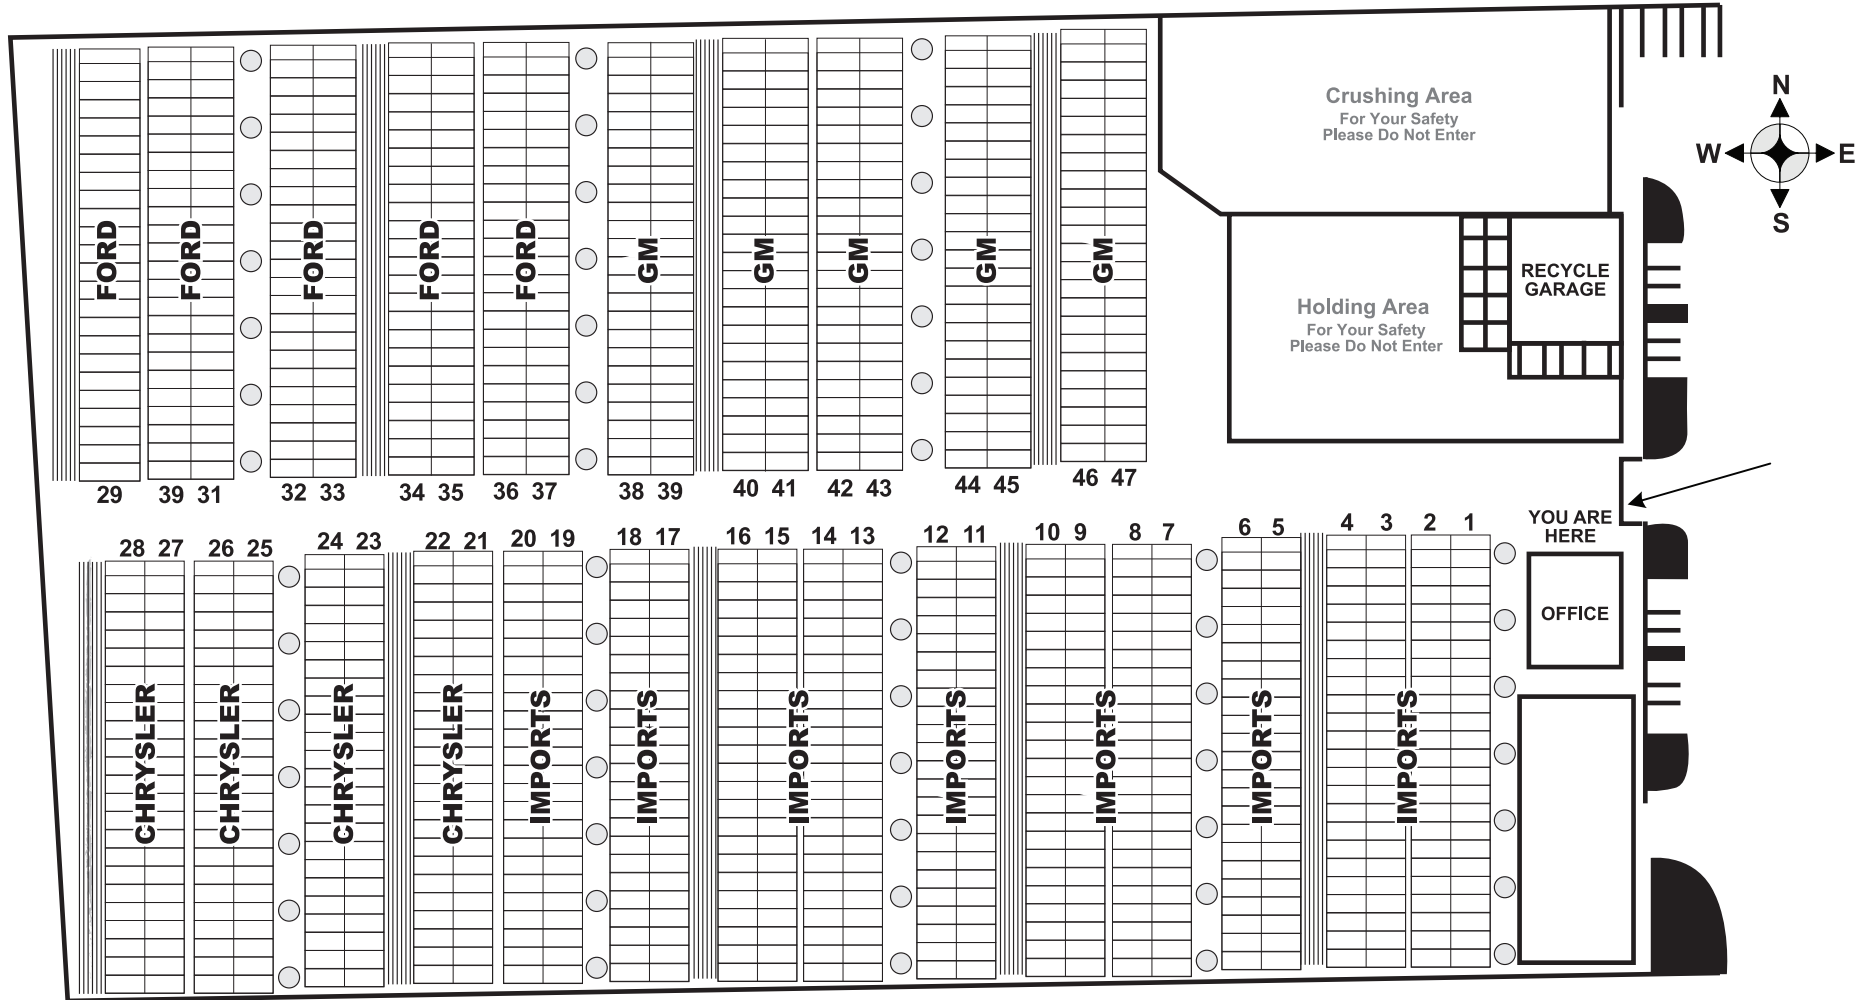 Crushing Area
For Your Safety
Please Do Not Enter
N
W E
S
FORD FORD FORD FORD FORD GM GM GM GM GM
RECYCLE
GARAGE
Holding Area
For Your Safety
Please Do Not Enter
29 39 31 32 33 34 35 36 37 38 39 40 41 42 43 44 45 46 47
YOU ARE
HERE
28 27 26 25 24 23 22 21 20 19 18 17 16 15 14 13 12 11 10 9 8 7 6 5 4 3 2 1
OFFICE
CHRYSLER CHRYSLER CHRYSLER CHRYSLER IMPORTS IMPORTS IMPORTS IMPORTS IMPORTS IMPORTS IMPORTS